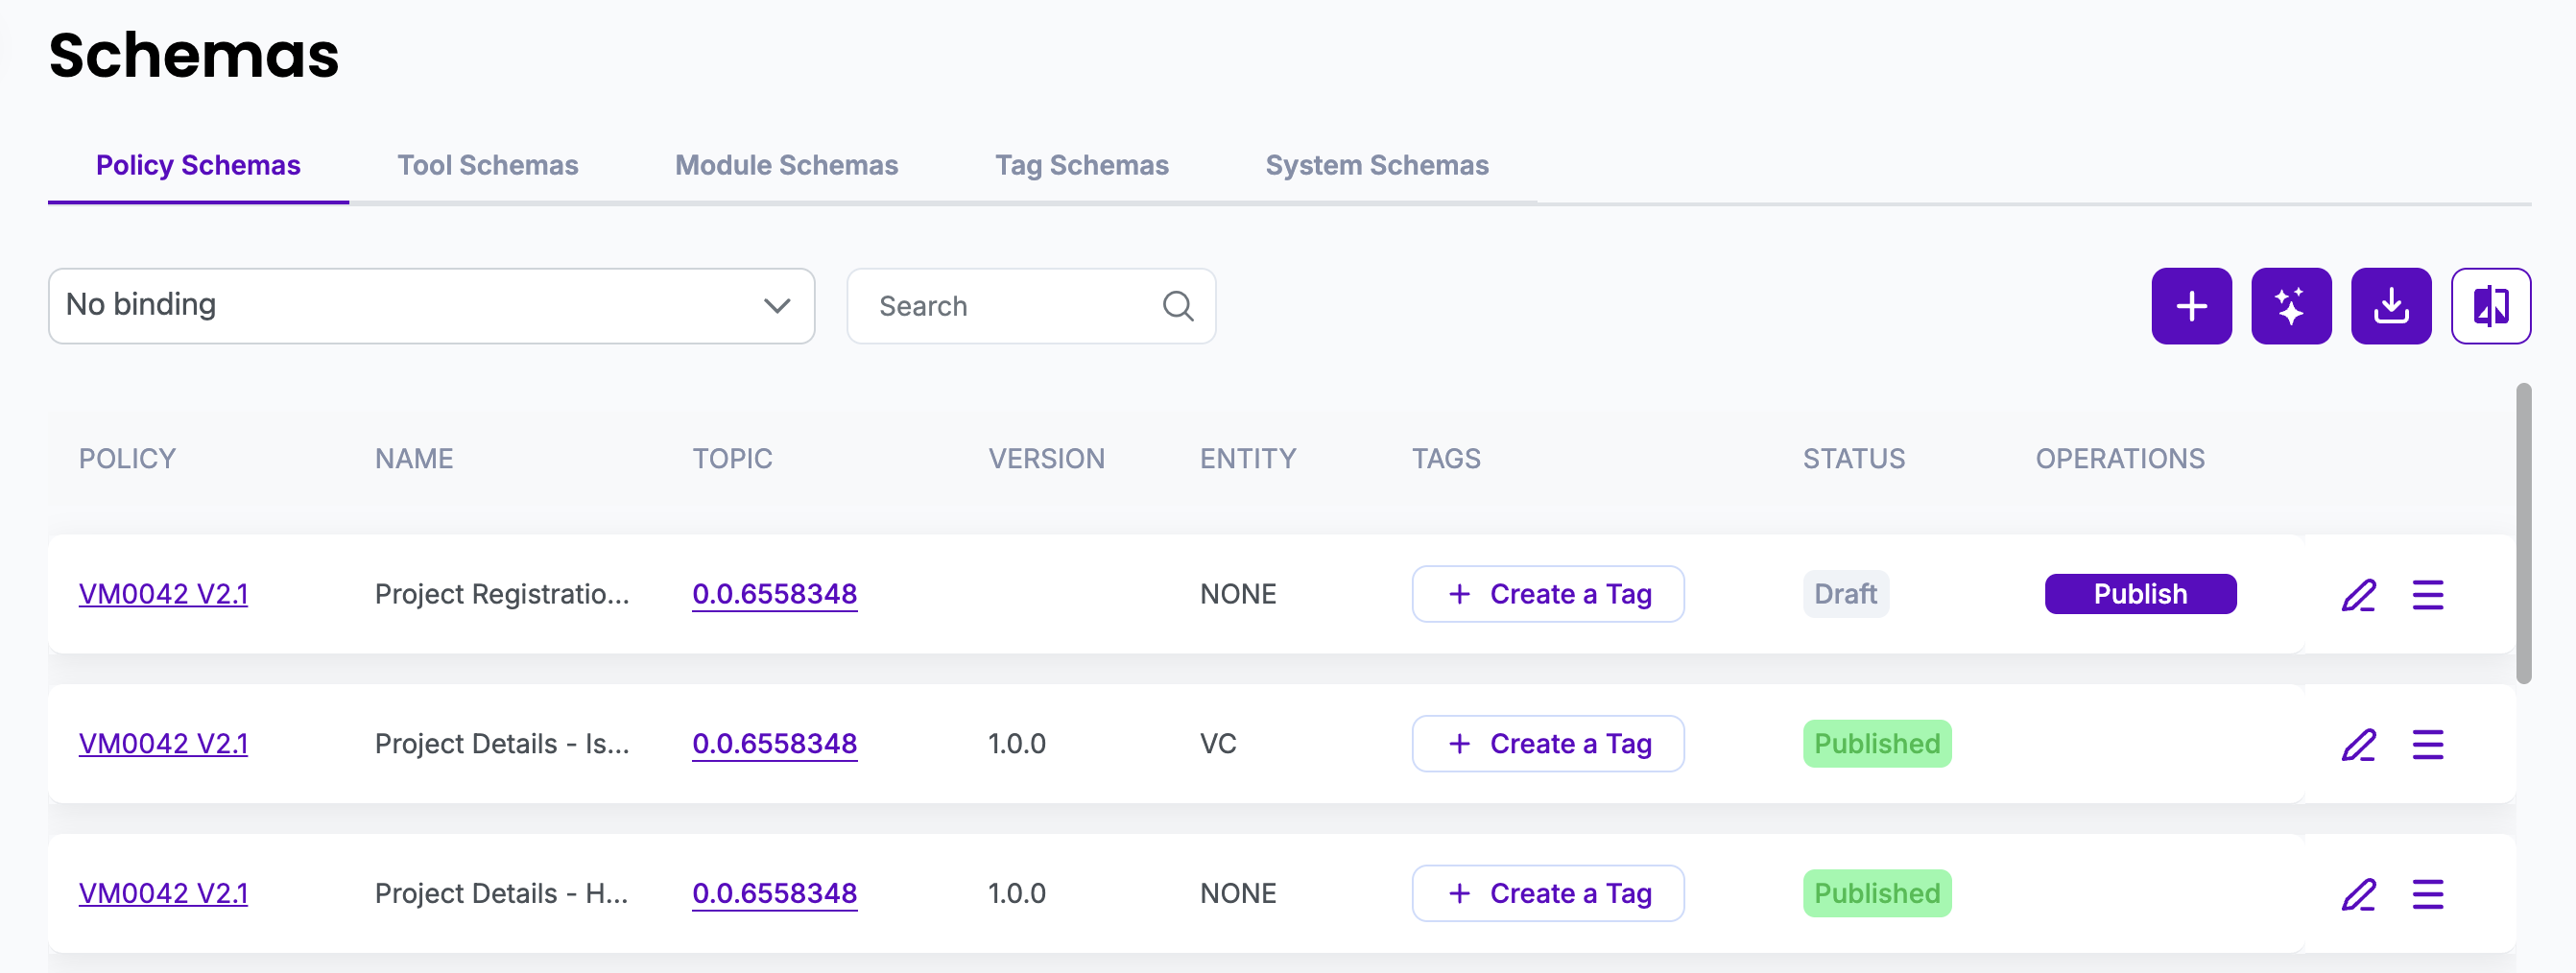 Schemas
Policy Schemas Tool Schemas Module Schemas Tag Schemas System Schemas
No binding Search
POLICY NAME TOPIC VERSION ENTITY TAGS STATUS OPERATIONS
VM0042 V2.1 Project Registratio... 0.0.6558348 NONE + Create a Tag Draft Publish
VM0042 V2.1 Project Details - Is... 0.0.6558348 1.0.0 VC + Create a Tag Published
VM0042 V2.1 Project Details - H... 0.0.6558348 1.0.0 NONE + Create a Tag Published